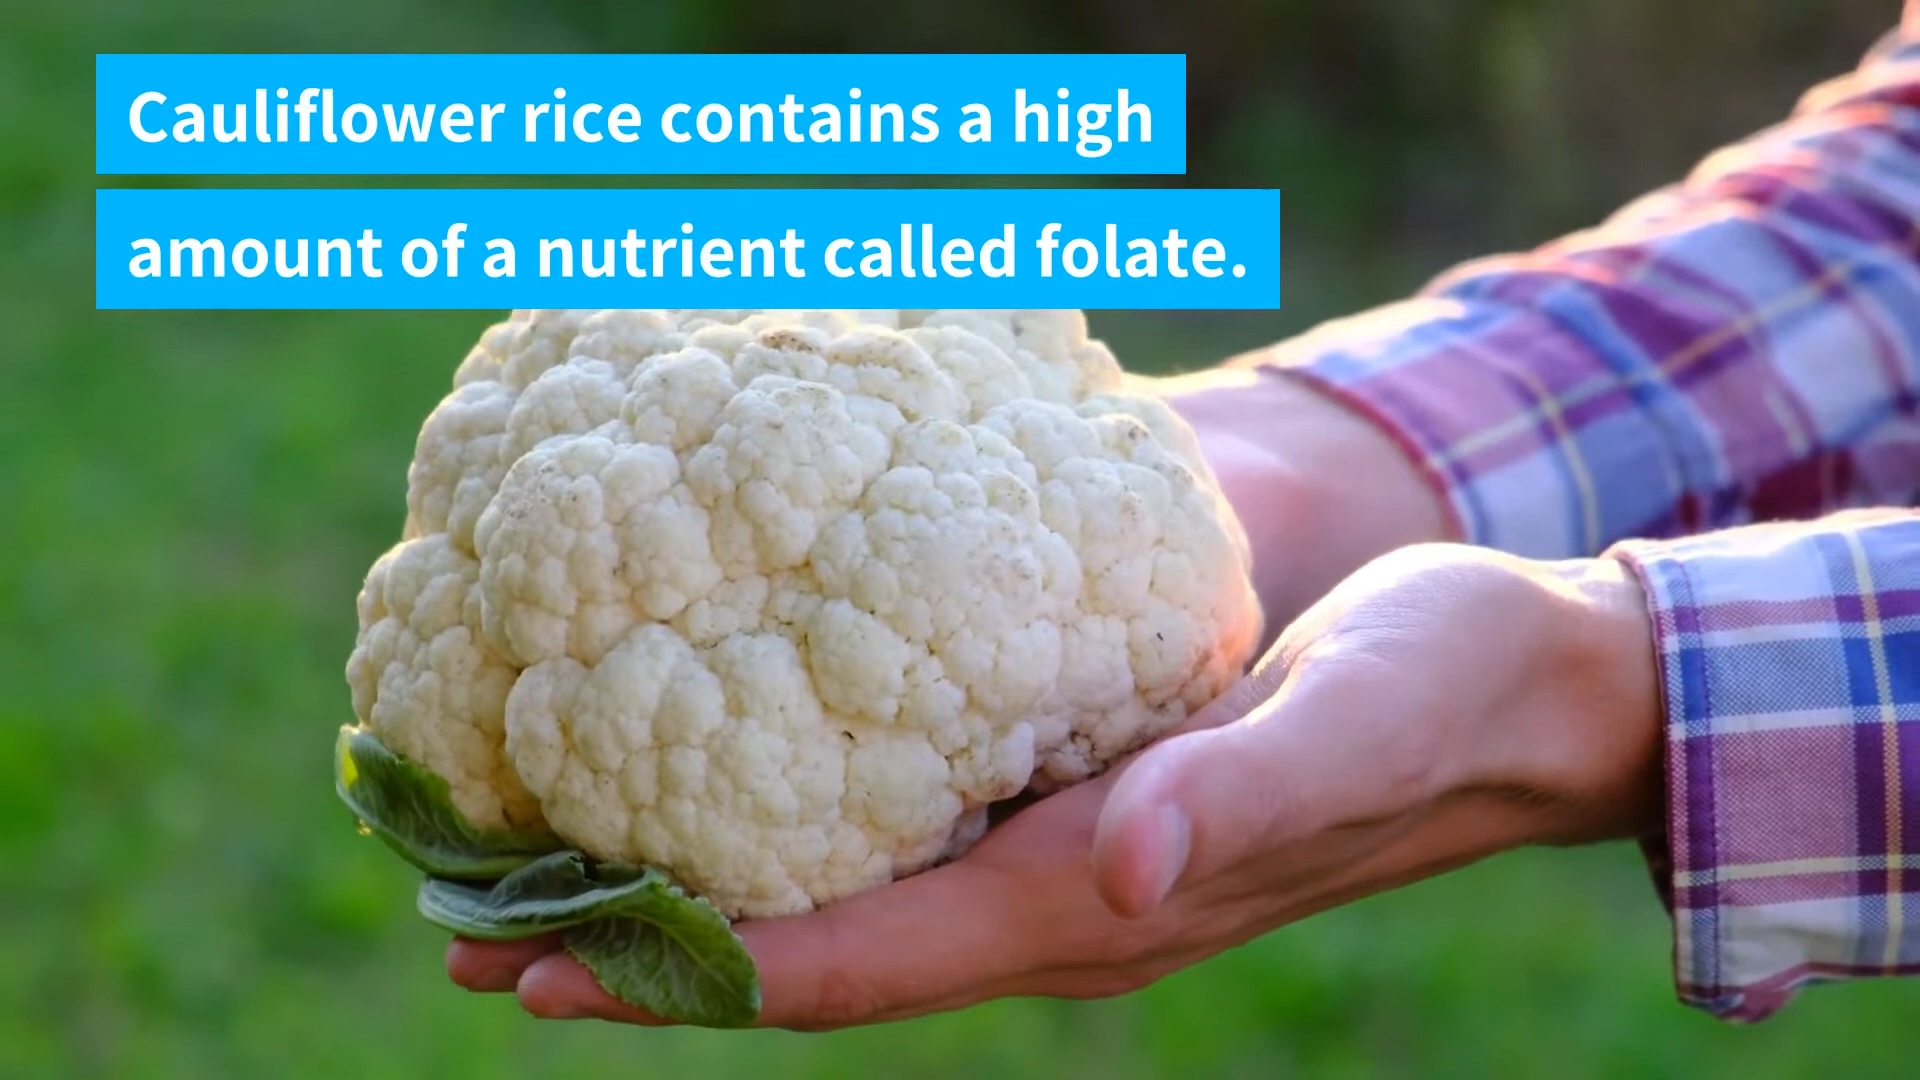 Cauliflower rice contains a high
amount of a nutrient called folate.